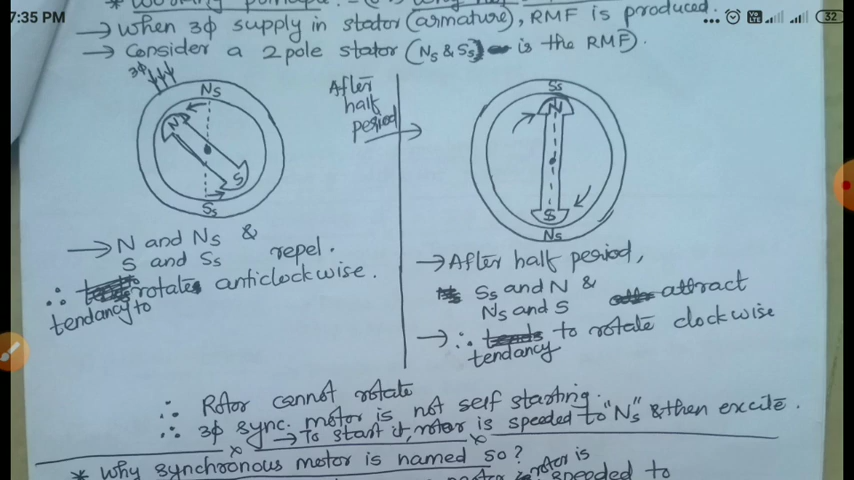 7:35 PM
32
→ When 3ϕ supply in stator (armature), RMF is produced.
→ Consider a 2 pole stator (Ns & Ss) is the RMF).
3ϕ
Ns
N
S
Ss
After
half
period
Ss
N
S
Ns
→ N and Ns &
S and Ss repel.
∴ rotates anticlockwise.
tendancy to
→ After half period,
Ss and N &
Ns and S attract
→ ∴ to rotate clockwise
tendancy
∴ Rotor cannot rotate
∴ 3ϕ sync. motor is not self starting.
→ To start it, rotor is speeded to "Ns" & then excite.
* Why synchronous motor is named so?
rotor is
speeded to